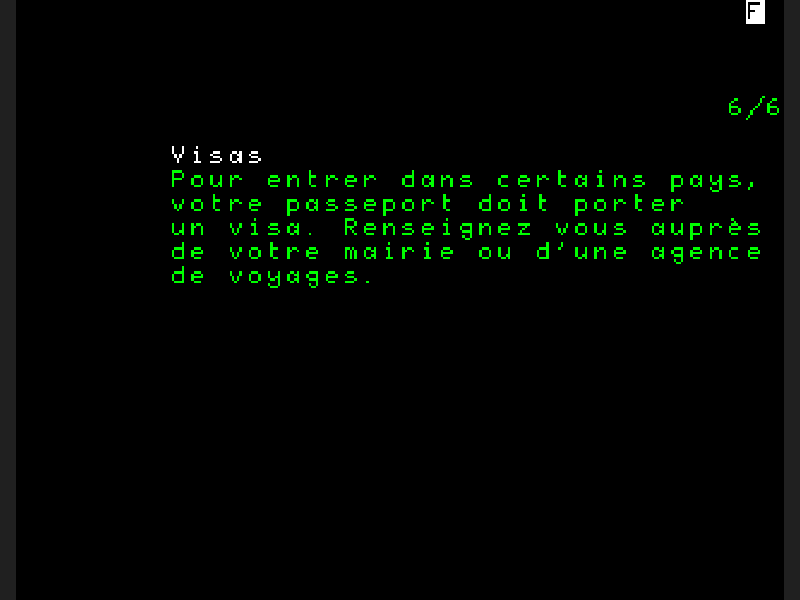 F
6/6
Visas
Pour entrer dans certains pays,
votre passeport doit porter
un visa. Renseignez vous auprès
de votre mairie ou d'une agence
de voyages.